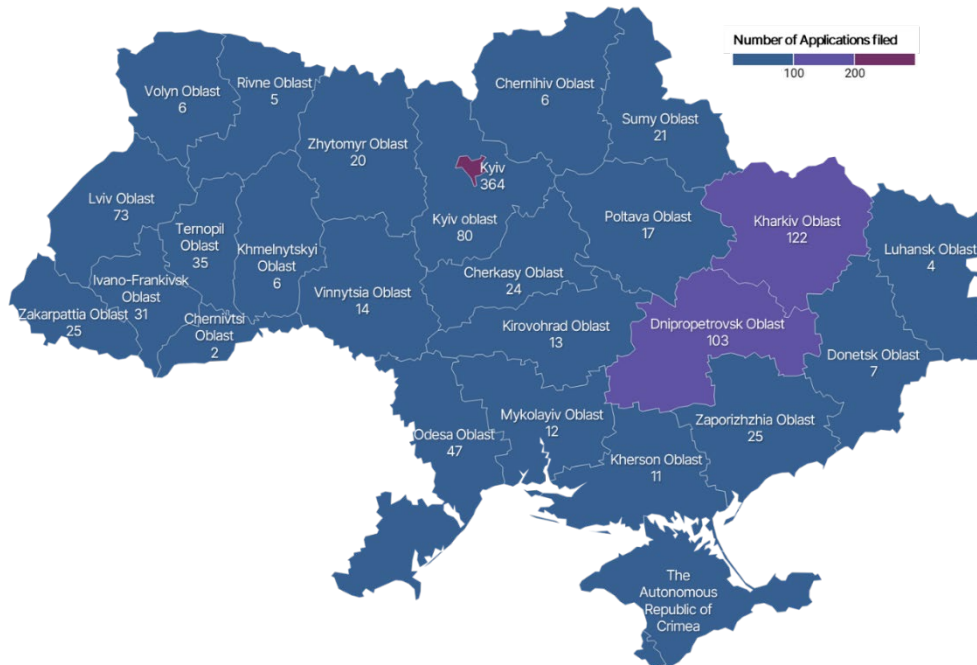 Number of Applications filed
100 200
Volyn Oblast
6
Rivne Oblast
5
Zhytomyr Oblast
20
Chernihiv Oblast
6
Sumy Oblast
21
Kyiv
364
Kyiv oblast
80
Lviv Oblast
73
Ternopil
Oblast
35
Khmelnytskyi
Oblast
6
Poltava Oblast
17
Kharkiv Oblast
122
Luhansk Oblast
4
Ivano-Frankivsk
Oblast
31
Zakarpattia Oblast
25
Chernivtsi
Oblast
2
Vinnytsia Oblast
14
Cherkasy Oblast
24
Kirovohrad Oblast
13
Dnipropetrovsk Oblast
103
Donetsk Oblast
7
Odesa Oblast
47
Mykolayiv Oblast
12
Kherson Oblast
11
Zaporizhzhia Oblast
25
The
Autonomous
Republic of
Crimea